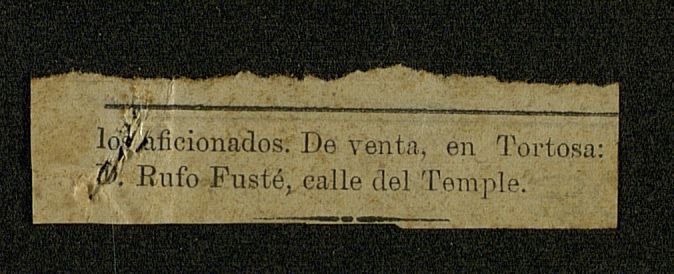 los aficionados. De venta, en Tortosa:
D. Rufo Fusté, calle del Temple.